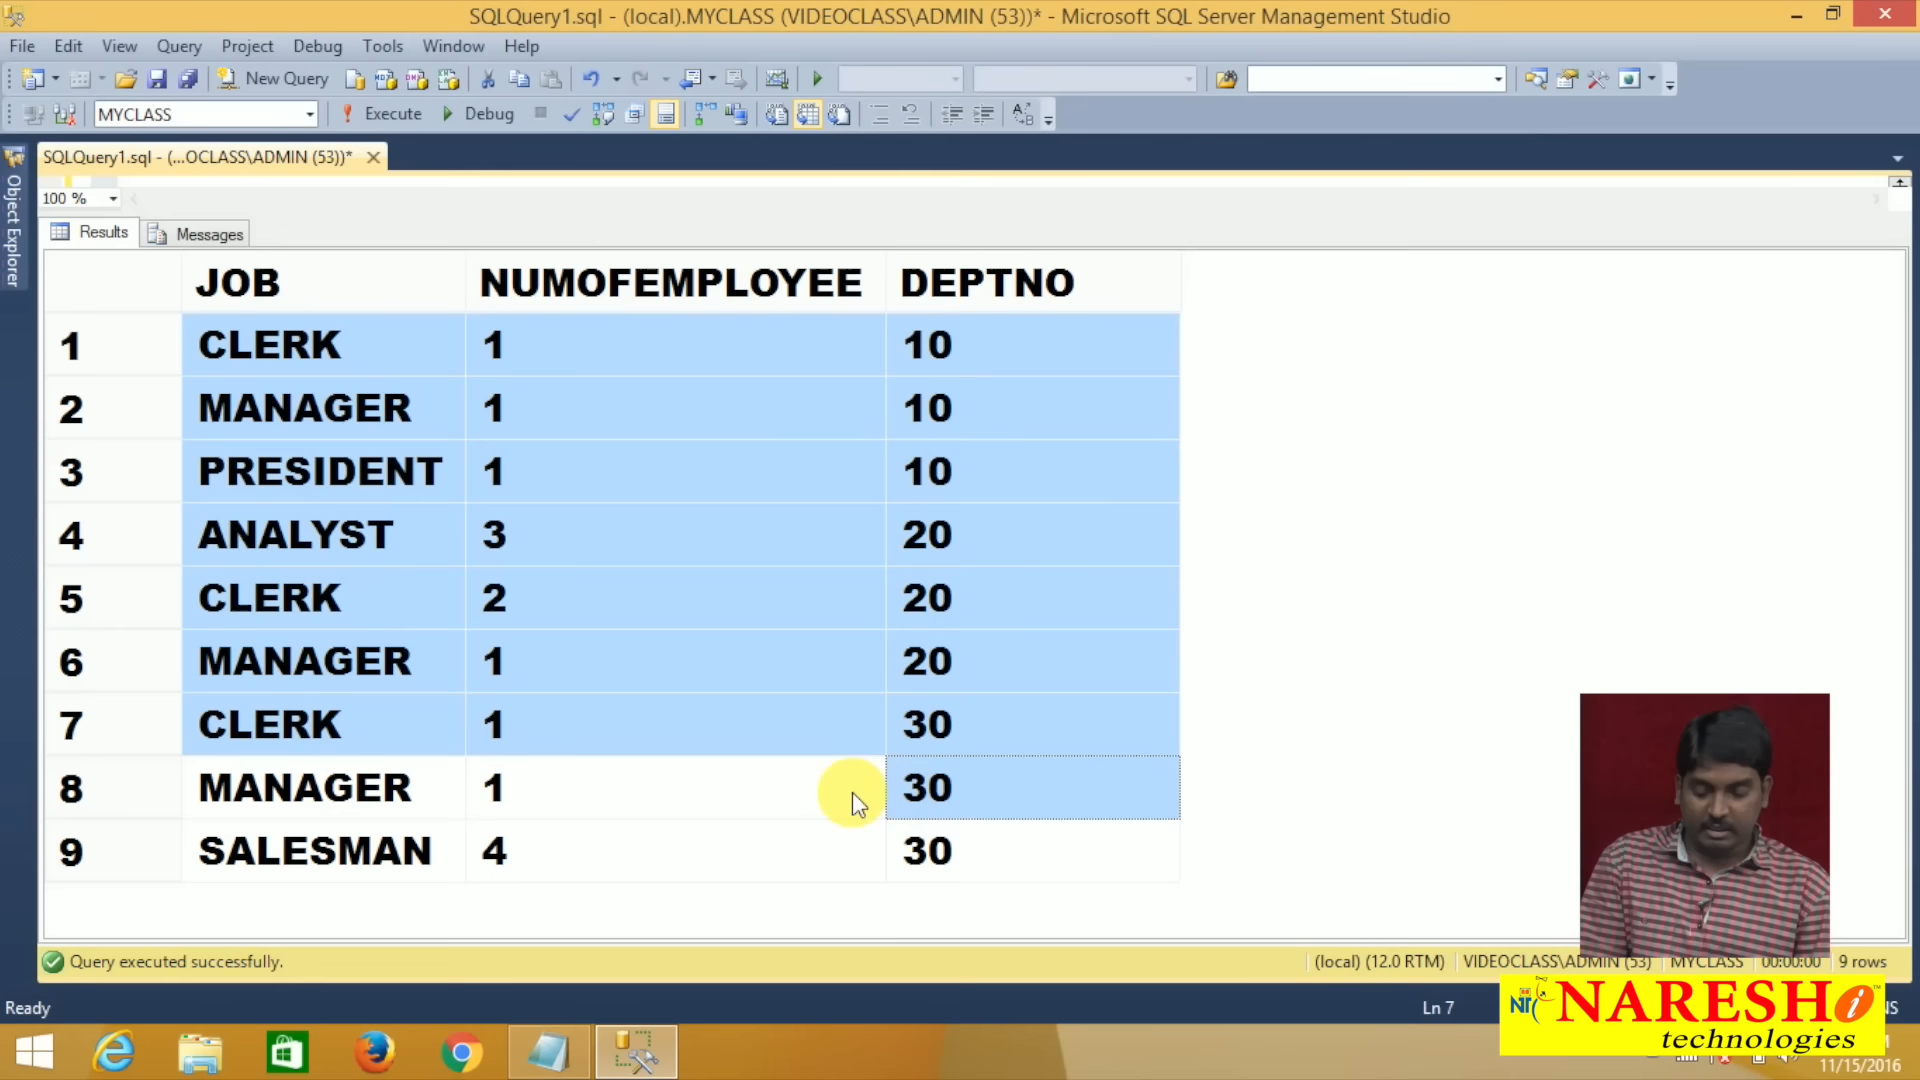 SQLQuery1.sql - (local).MYCLASS (VIDEOCLASS\ADMIN (53))* - Microsoft SQL Server Management Studio
File Edit View Query Project Debug Tools Window Help
New Query
MYCLASS Execute Debug
SQLQuery1.sql - (...OCLASS\ADMIN (53))*
Object Explorer
100 %
Results Messages
JOB NUMOFEMPLOYEE DEPTNO
1 CLERK 1 10
2 MANAGER 1 10
3 PRESIDENT 1 10
4 ANALYST 3 20
5 CLERK 2 20
6 MANAGER 1 20
7 CLERK 1 30
8 MANAGER 1 30
9 SALESMAN 4 30
Query executed successfully. (local) (12.0 RTM) VIDEOCLASS\ADMIN (53) MYCLASS 00:00:00 9 rows
Ready Ln 7
NARESH i
technologies
11/15/2016